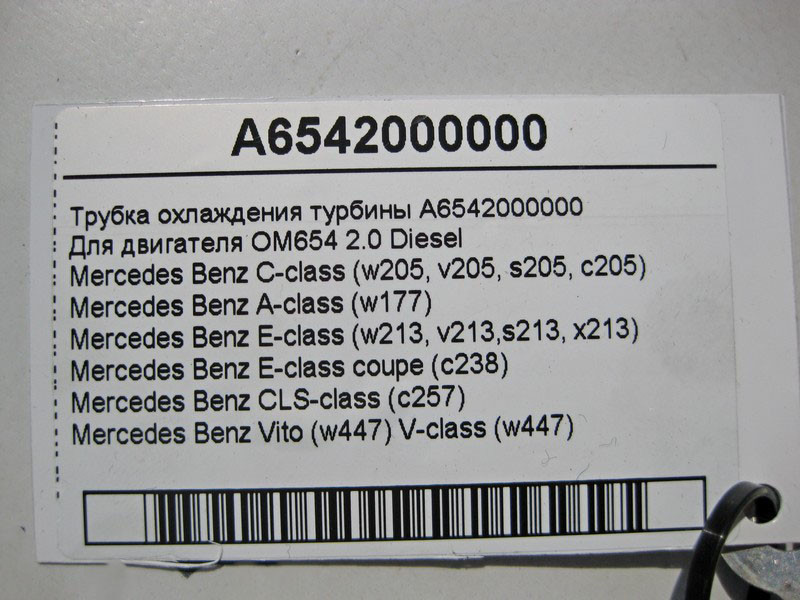 A6542000000
Трубка охлаждения турбины A6542000000
Для двигателя OM654 2.0 Diesel
Mercedes Benz C-class (w205, v205, s205, c205)
Mercedes Benz A-class (w177)
Mercedes Benz E-class (w213, v213,s213, x213)
Mercedes Benz E-class coupe (c238)
Mercedes Benz CLS-class (c257)
Mercedes Benz Vito (w447) V-class (w447)